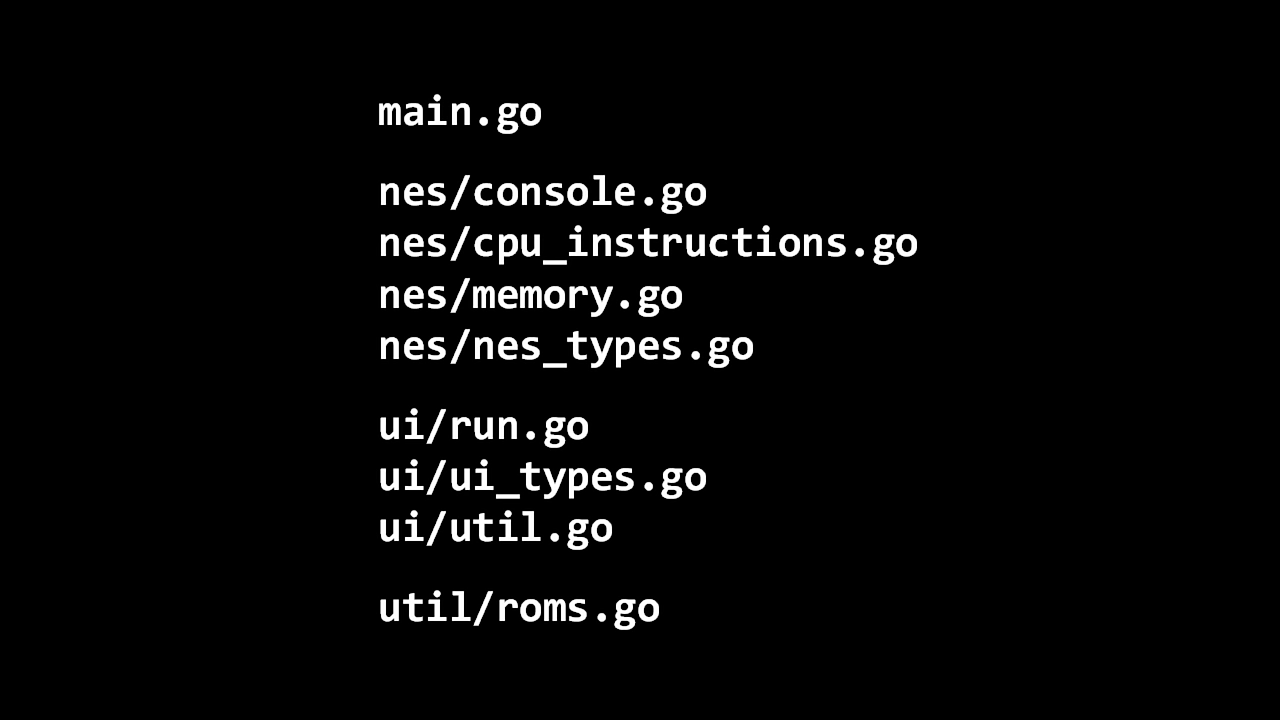 main.go
nes/console.go
nes/cpu_instructions.go
nes/memory.go
nes/nes_types.go
ui/run.go
ui/ui_types.go
ui/util.go
util/roms.go